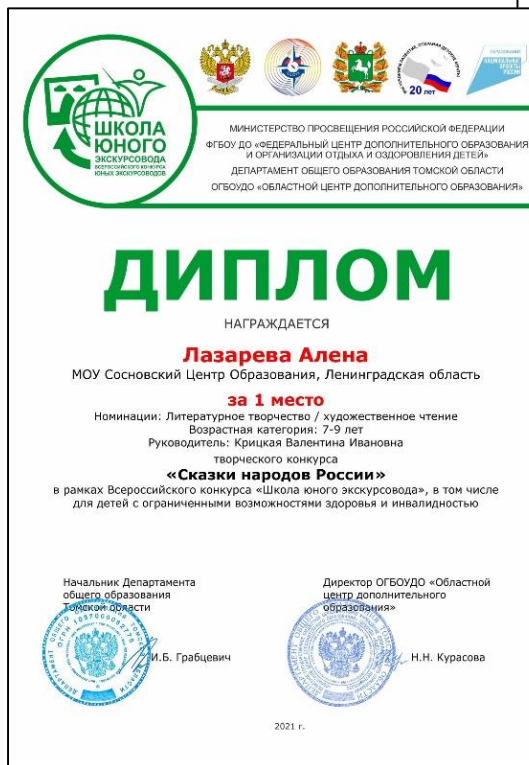 ШКОЛА
ЮНОГО
ЭКСКУРСОВОДА
ВСЕРОССИЙСКОГО КОНКУРСА
ЮНЫХ ЭКСКУРСОВОДОВ
20 лет
МИНИСТЕРСТВО ПРОСВЕЩЕНИЯ РОССИЙСКОЙ ФЕДЕРАЦИИ
ФГБОУ ДО «ФЕДЕРАЛЬНЫЙ ЦЕНТР ДОПОЛНИТЕЛЬНОГО ОБРАЗОВАНИЯ
И ОРГАНИЗАЦИИ ОТДЫХА И ОЗДОРОВЛЕНИЯ ДЕТЕЙ»
ДЕПАРТАМЕНТ ОБЩЕГО ОБРАЗОВАНИЯ ТОМСКОЙ ОБЛАСТИ
ОГБОУДО «ОБЛАСТНОЙ ЦЕНТР ДОПОЛНИТЕЛЬНОГО ОБРАЗОВАНИЯ»
ДИПЛОМ
НАГРАЖДАЕТСЯ
Лазарева Алена
МОУ Сосновский Центр Образования, Ленинградская область
за 1 место
Номинации: Литературное творчество / художественное чтение
Возрастная категория: 7-9 лет
Руководитель: Крицкая Валентина Ивановна
творческого конкурса
«Сказки народов России»
в рамках Всероссийского конкурса «Школа юного экскурсовода», в том числе
для детей с ограниченными возможностями здоровья и инвалидностью
Начальник Департамента
общего образования
Томской области
И.Б. Грабцевич
Директор ОГБОУДО «Областной
центр дополнительного
образования»
Н.Н. Курасова
2021 г.